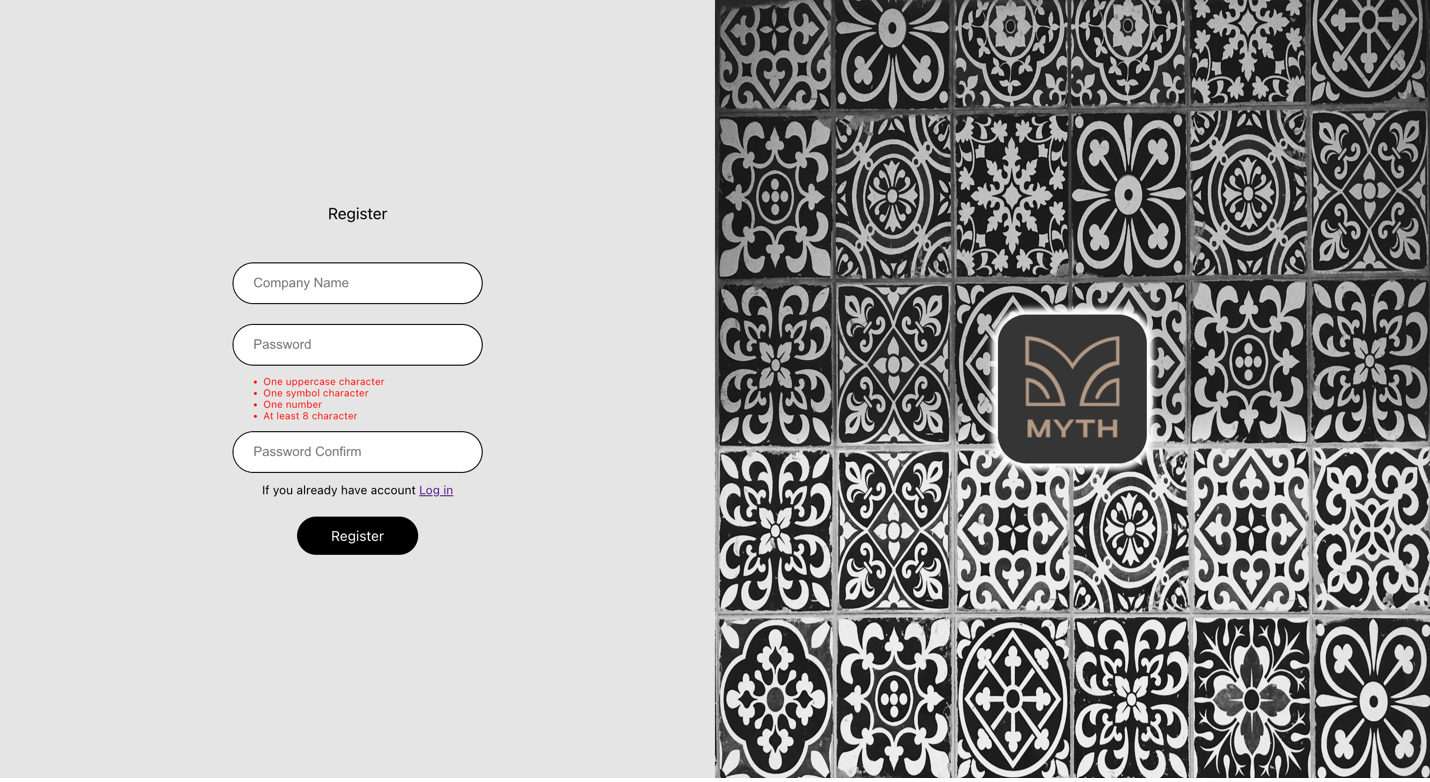 Register
Company Name
Password
• One uppercase character
• One symbol character
• One number
• At least 8 character
Password Confirm
If you already have account Log in
Register
MYTH